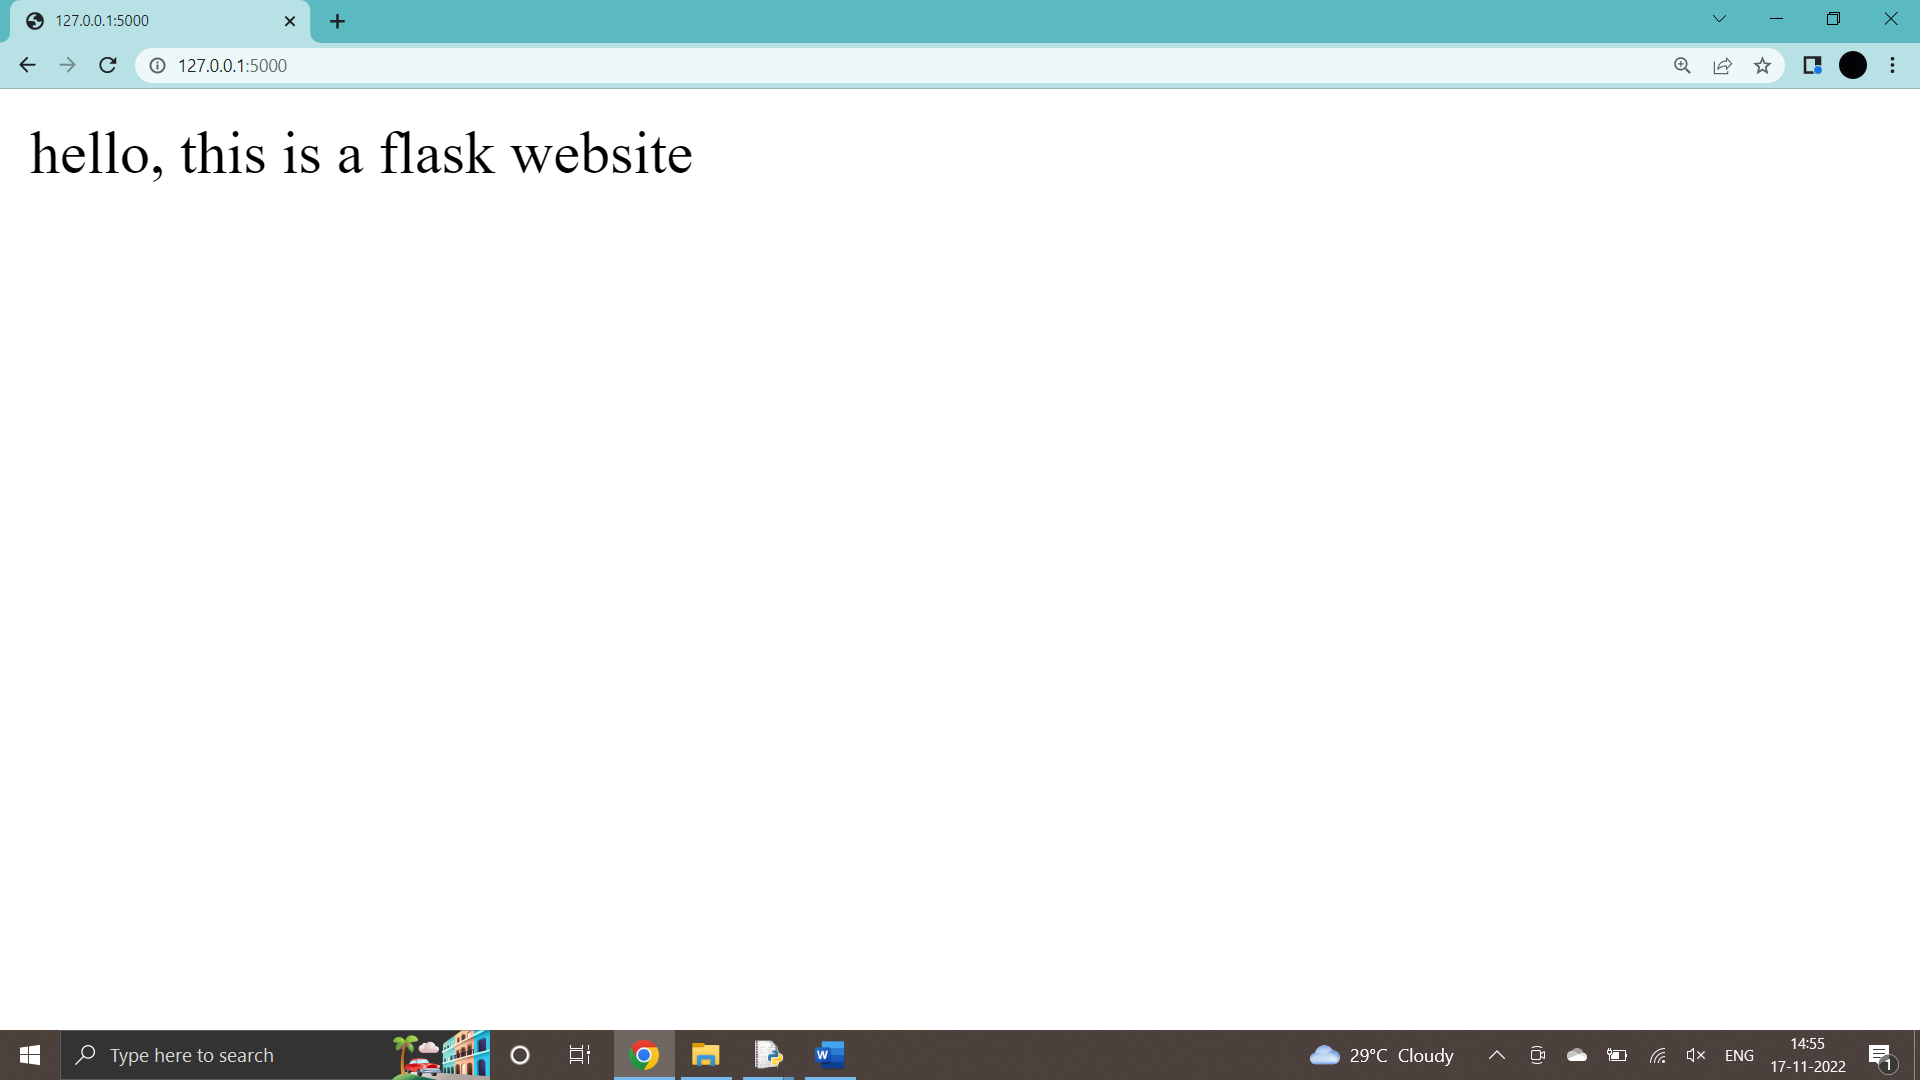 127.0.0.1:5000
127.0.0.1:5000
hello, this is a flask website
Type here to search
W
29°C Cloudy
ENG
14:55
17-11-2022
1